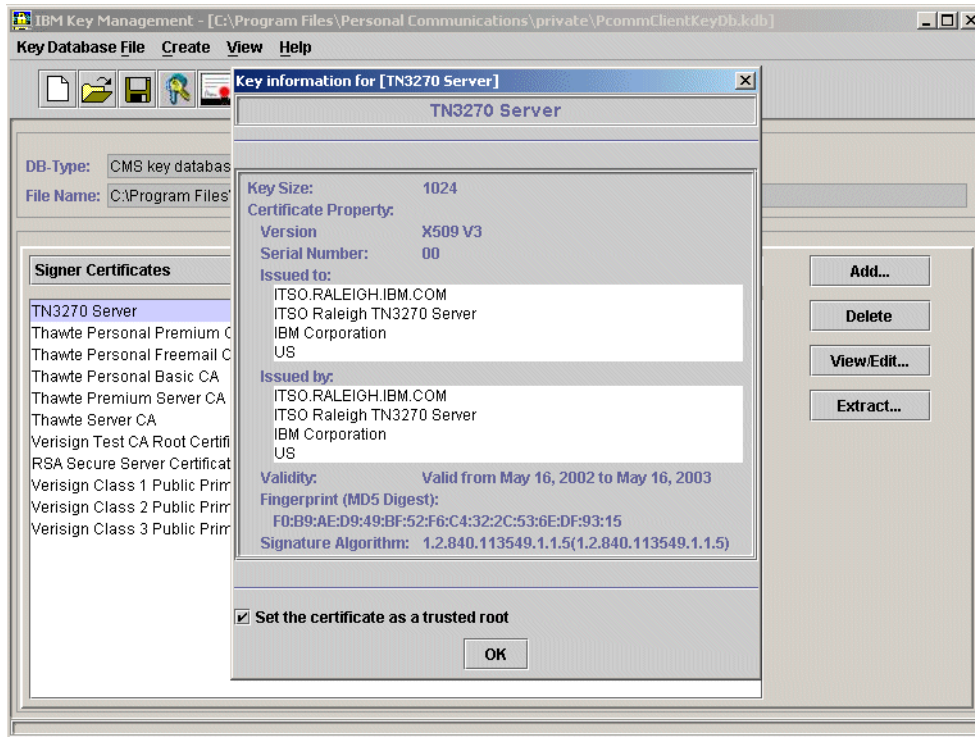 IBM Key Management - [C:\Program Files\Personal Communications\private\PcommClientKeyDb.kdb]
Key Database File Create View Help
Key information for [TN3270 Server]
TN3270 Server
DB-Type: CMS key databas
File Name: C:\Program Files
Key Size: 1024
Certificate Property:
Version X509 V3
Serial Number: 00
Issued to:
ITSO.RALEIGH.IBM.COM
ITSO Raleigh TN3270 Server
IBM Corporation
US
Issued by:
ITSO.RALEIGH.IBM.COM
ITSO Raleigh TN3270 Server
IBM Corporation
US
Validity: Valid from May 16, 2002 to May 16, 2003
Fingerprint (MD5 Digest):
F0:B9:AE:D9:49:BF:52:F6:C4:32:2C:53:6E:DF:93:15
Signature Algorithm: 1.2.840.113549.1.1.5(1.2.840.113549.1.1.5)
Set the certificate as a trusted root
OK
Signer Certificates
TN3270 Server
Thawte Personal Premium C
Thawte Personal Freemail C
Thawte Personal Basic CA
Thawte Premium Server CA
Thawte Server CA
Verisign Test CA Root Certifi
RSA Secure Server Certificat
Verisign Class 1 Public Prim
Verisign Class 2 Public Prim
Verisign Class 3 Public Prim
Add...
Delete
View/Edit...
Extract...